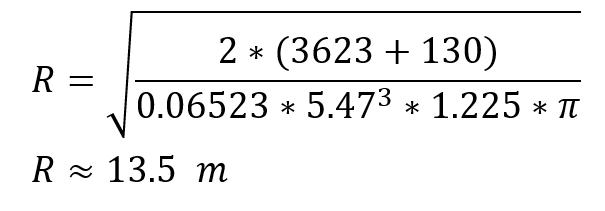 R = √(2 ∗ (3623 + 130) / 0.06523 ∗ 5.47³ ∗ 1.225 ∗ π)
R ≈ 13.5 m